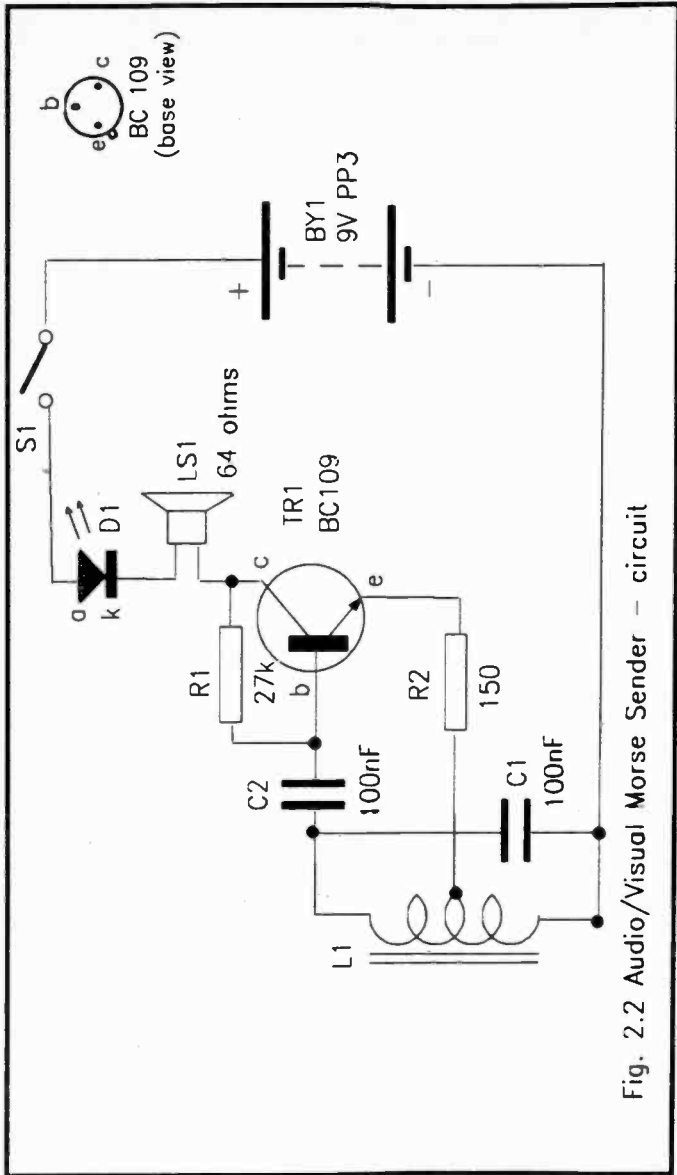 b
e
c
BC 109
(base view)
S1
BY1
9V PP3
+
−
a
k
D1
LS1
64 ohms
TR1
BC109
c
b
e
R1
27k
R2
150
C2
100nF
C1
100nF
L1
Fig. 2.2 Audio/Visual Morse Sender − circuit